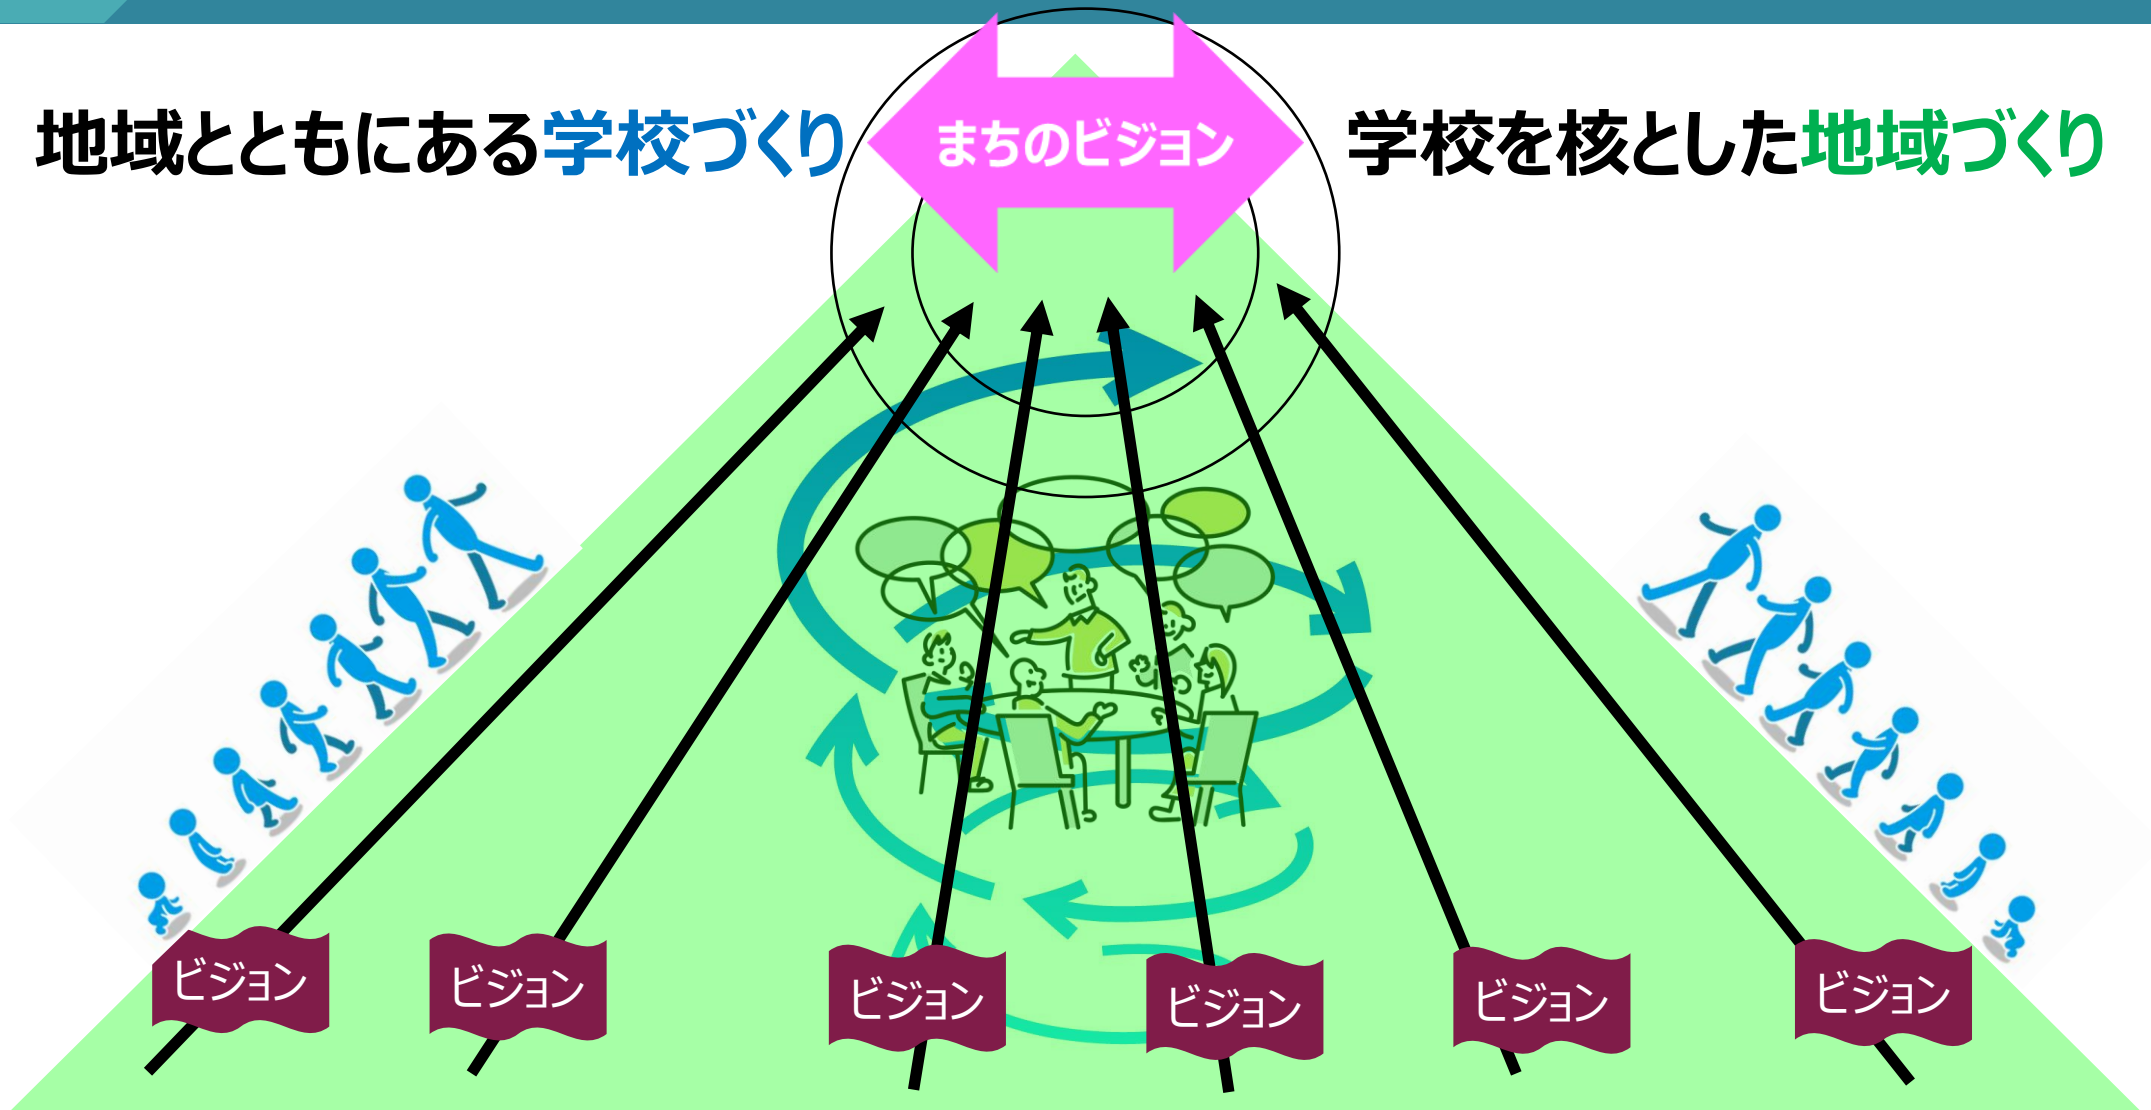 地域とともにある学校づくり
まちのビジョン
学校を核とした地域づくり
ビジョン
ビジョン
ビジョン
ビジョン
ビジョン
ビジョン